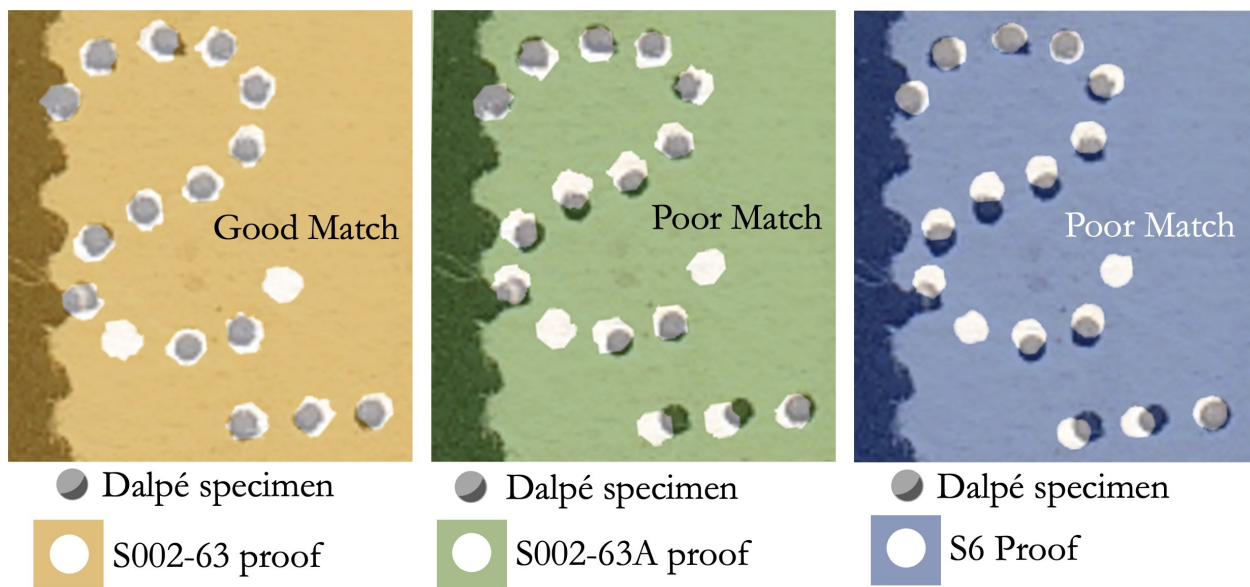 Good Match
Poor Match
Poor Match
Dalpé specimen
Dalpé specimen
Dalpé specimen
S002-63 proof
S002-63A proof
S6 Proof